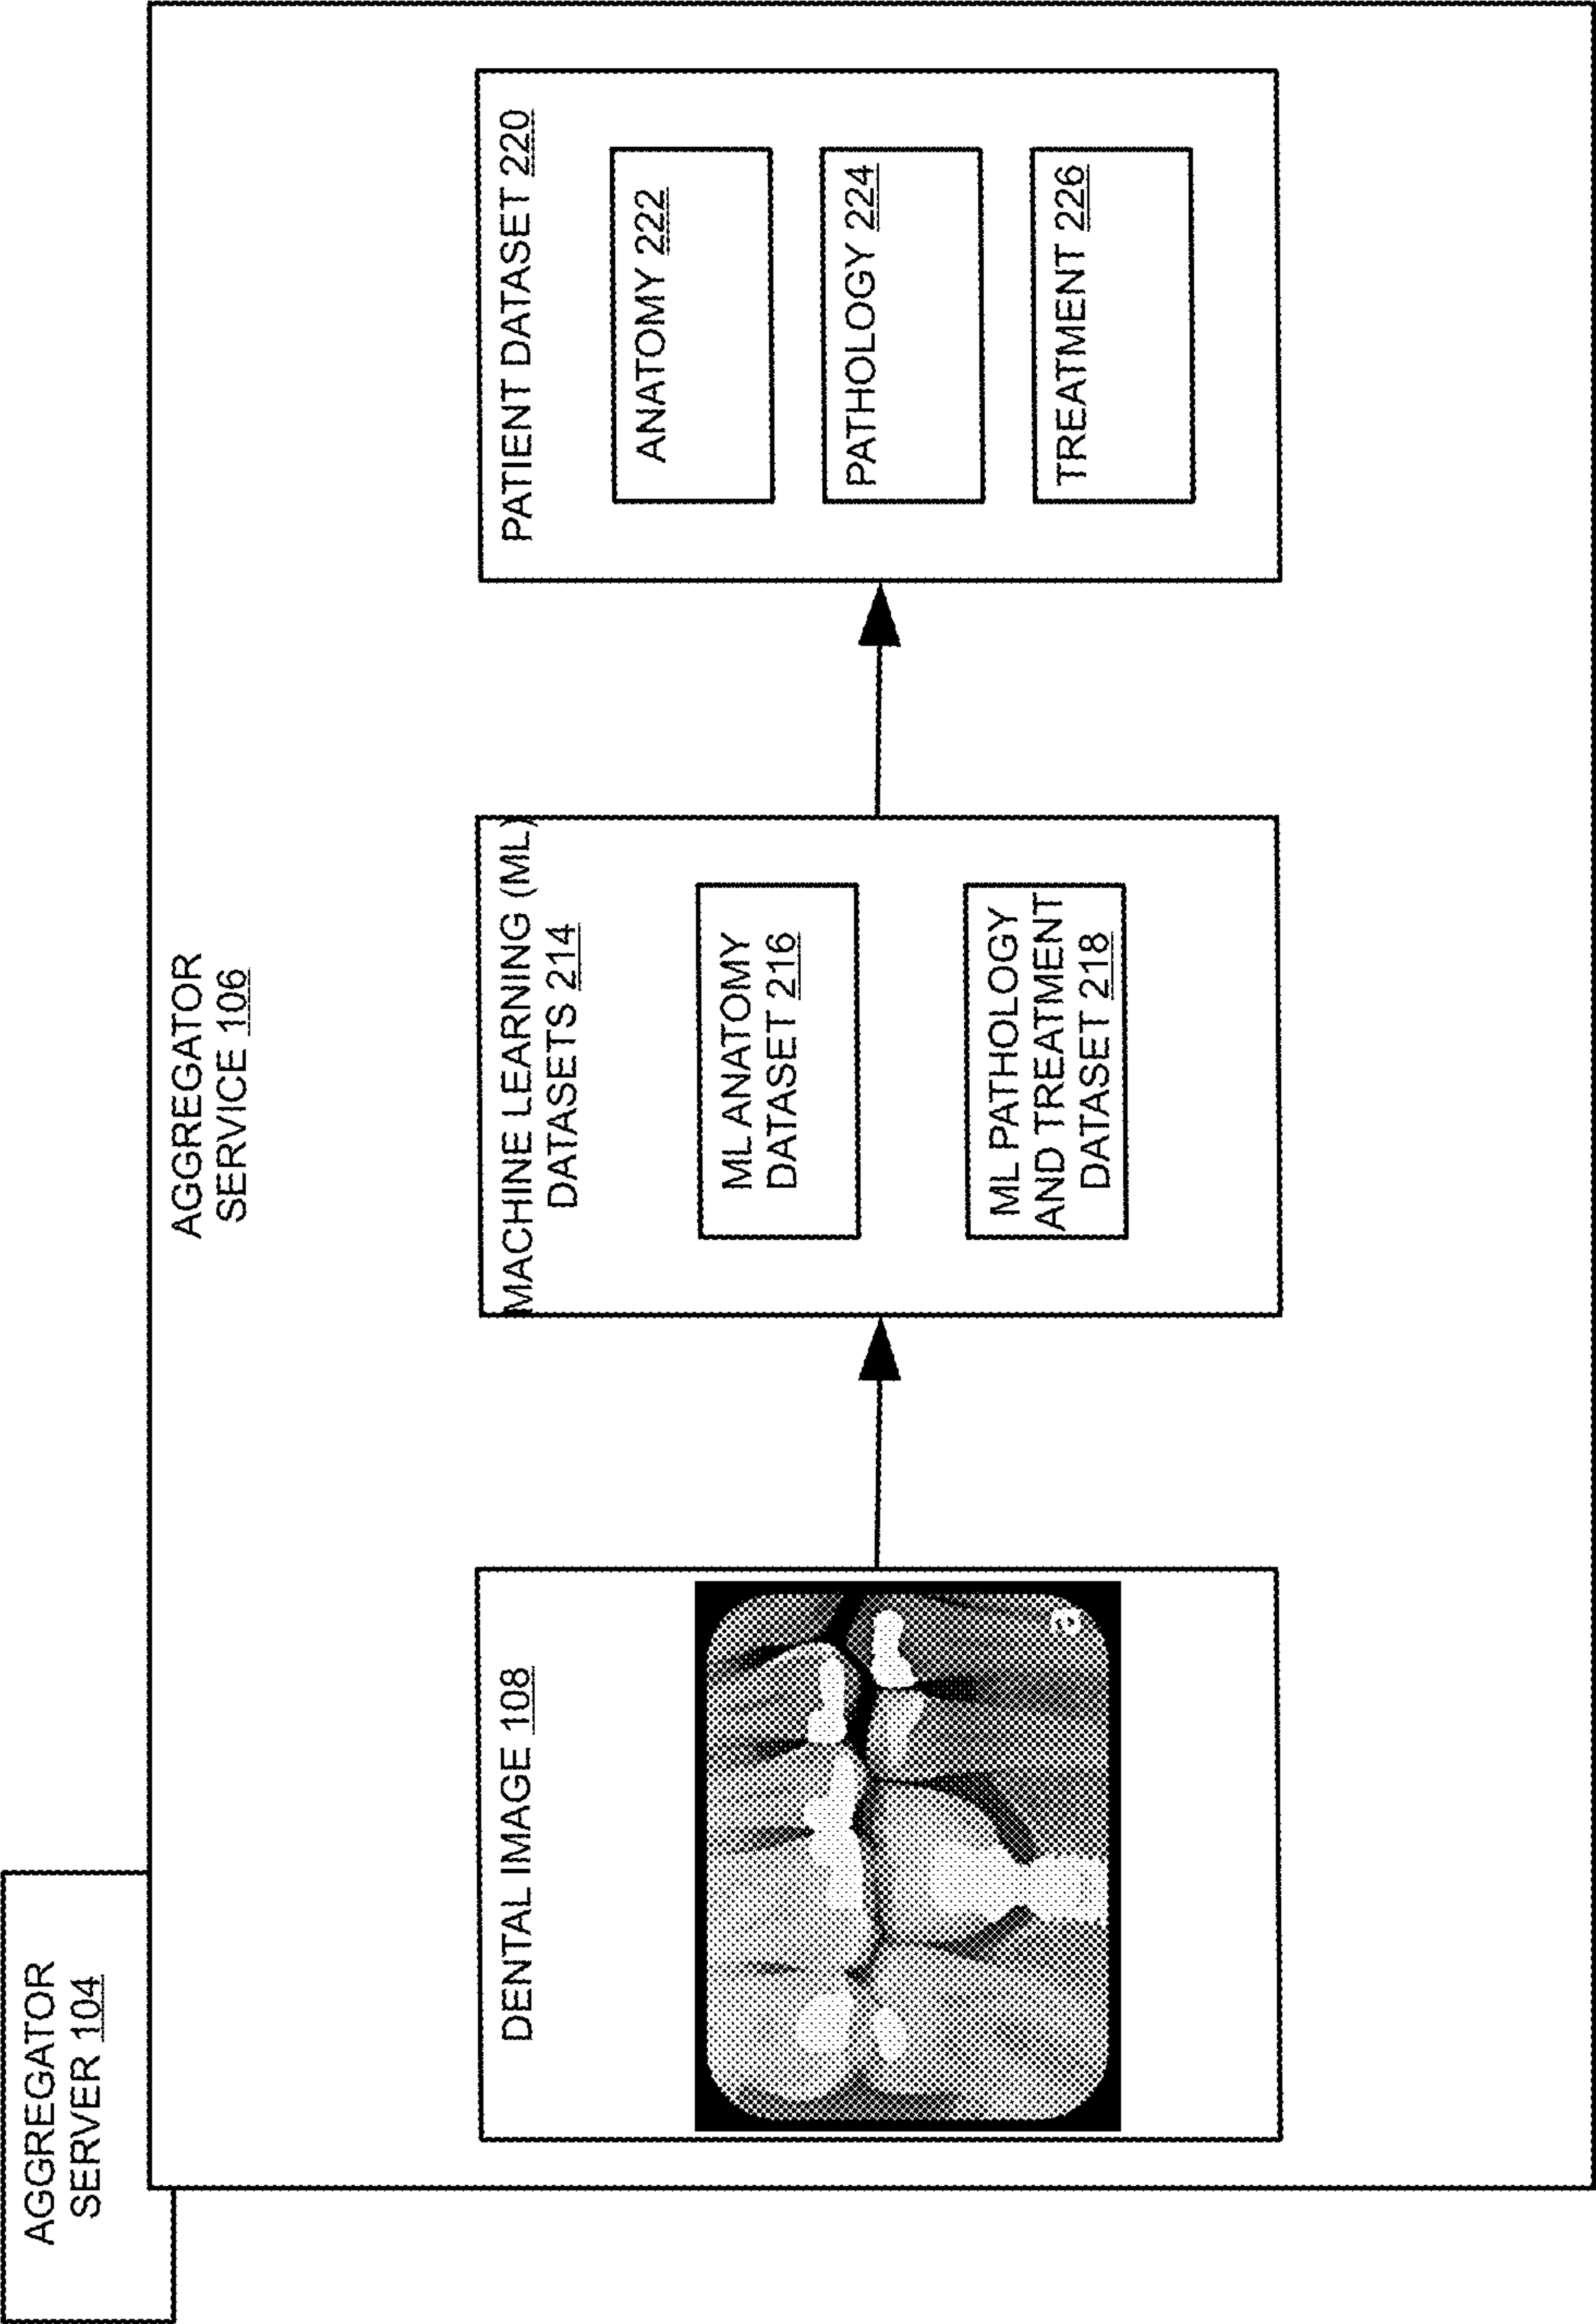 AGGREGATOR
SERVER 104
AGGREGATOR
SERVICE 106
DENTAL IMAGE 108
a
MACHINE LEARNING (ML)
DATASETS 214
ML ANATOMY
DATASET 216
ML PATHOLOGY
AND TREATMENT
DATASET 218
PATIENT DATASET 220
ANATOMY 222
PATHOLOGY 224
TREATMENT 226